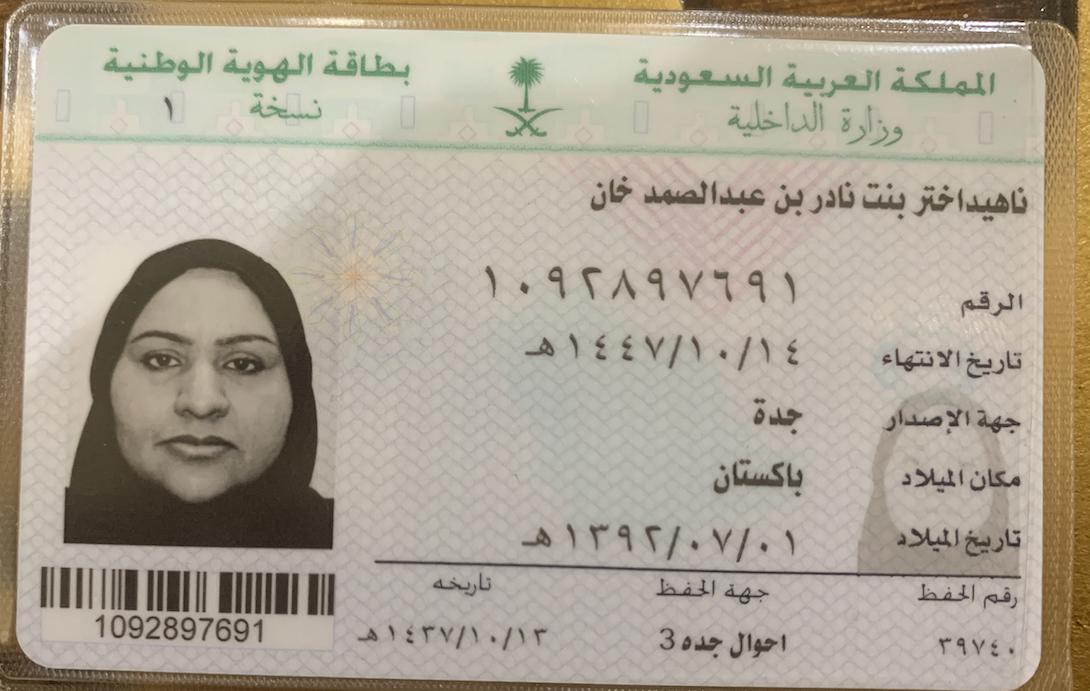 المملكة العربية السعودية
وزارة الداخلية
بطاقة الهوية الوطنية
نسخة ١
ناهيداختر بنت نادر بن عبدالصمد خان
الرقم ١٠٩٢٨٩٧٦٩١
تاريخ الانتهاء ١٤٤٧/١٠/١٤هـ
جهة الإصدار جدة
مكان الميلاد باكستان
تاريخ الميلاد ١٣٩٢/٠٧/٠١هـ
رقم الحفظ جهة الحفظ تاريخه
٣٩٧٤٠ احوال جده 3 ١٤٣٧/١٠/١٣هـ
1092897691